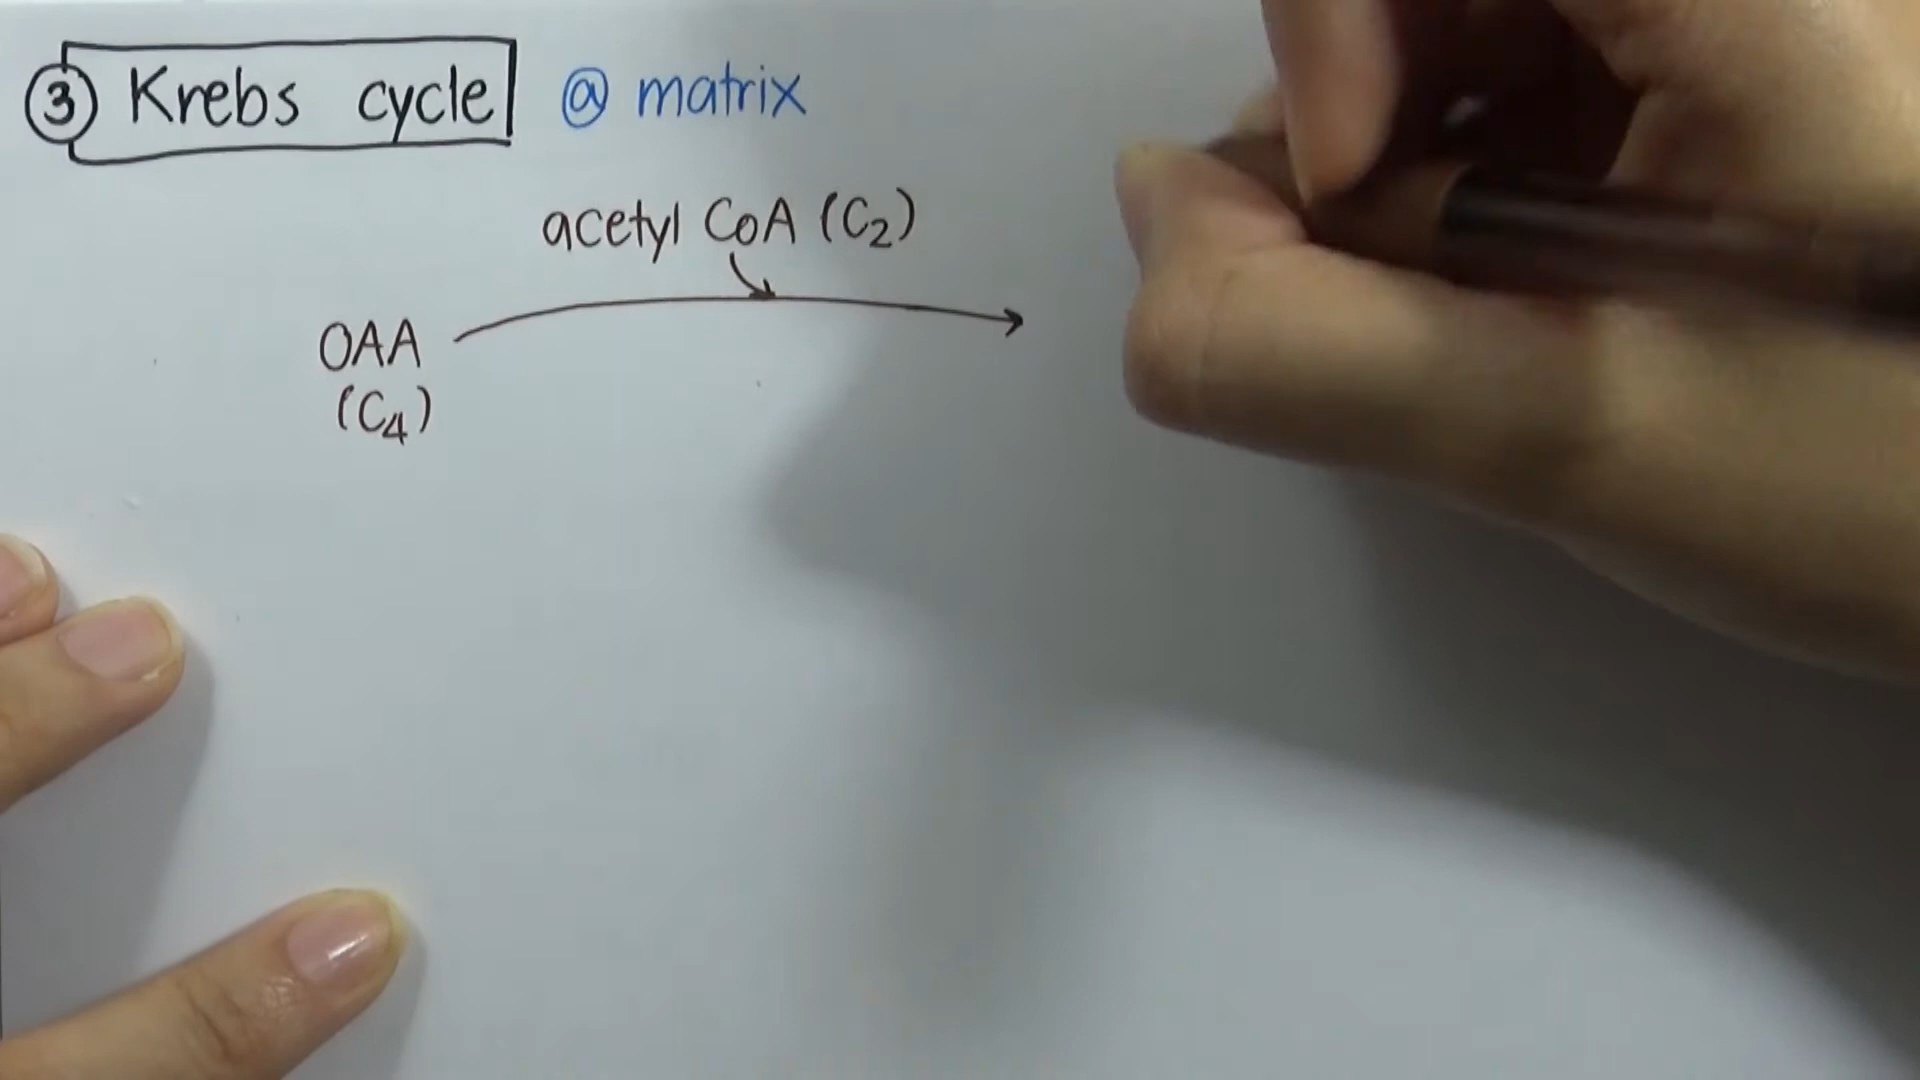 ③ Krebs cycle @ matrix
acetyl CoA (C₂)
OAA
(C₄)